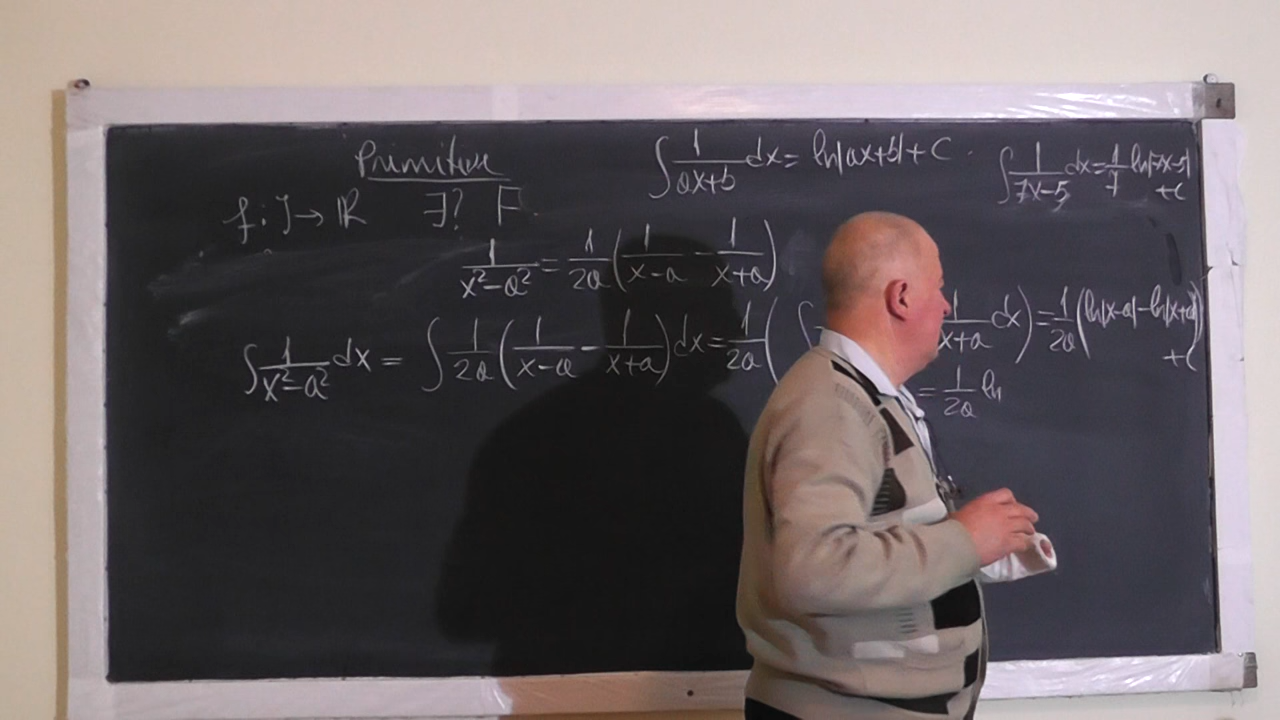 Primitive
∫ 1/(ax+b) dx = ln|ax+b| + C.
∫ 1/(7x-5) dx = 1/7 ln|7x-5| + C
f: J → ℝ ∃? F
1/(x²-a²) = 1/2a (1/(x-a) - 1/(x+a))
∫ 1/(x²-a²) dx = ∫ 1/2a (1/(x-a) - 1/(x+a)) dx = 1/2a ( ∫ 1/(x+a) dx ) = 1/2a (ln|x-a| - ln|x+a|) + C
= 1/2a ln